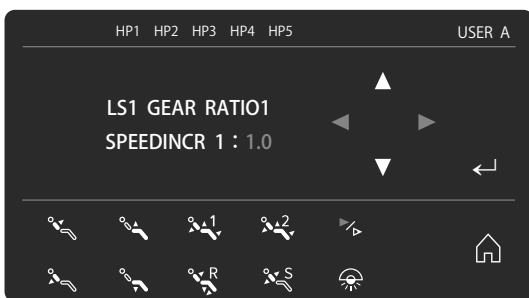 HP1 HP2 HP3 HP4 HP5 USER A
LS1 GEAR RATIO1
SPEEDINCR 1 : 1.0
1 2
R S